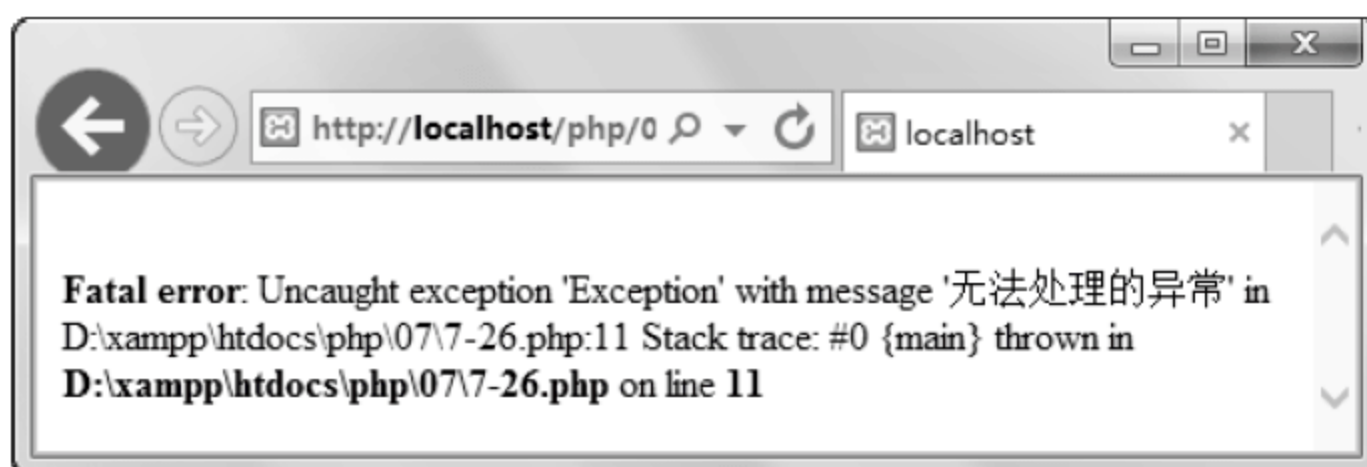 http://localhost/php/0
localhost
Fatal error: Uncaught exception 'Exception' with message '无法处理的异常' in
D:\xampp\htdocs\php\07\7-26.php:11 Stack trace: #0 {main} thrown in
D:\xampp\htdocs\php\07\7-26.php on line 11